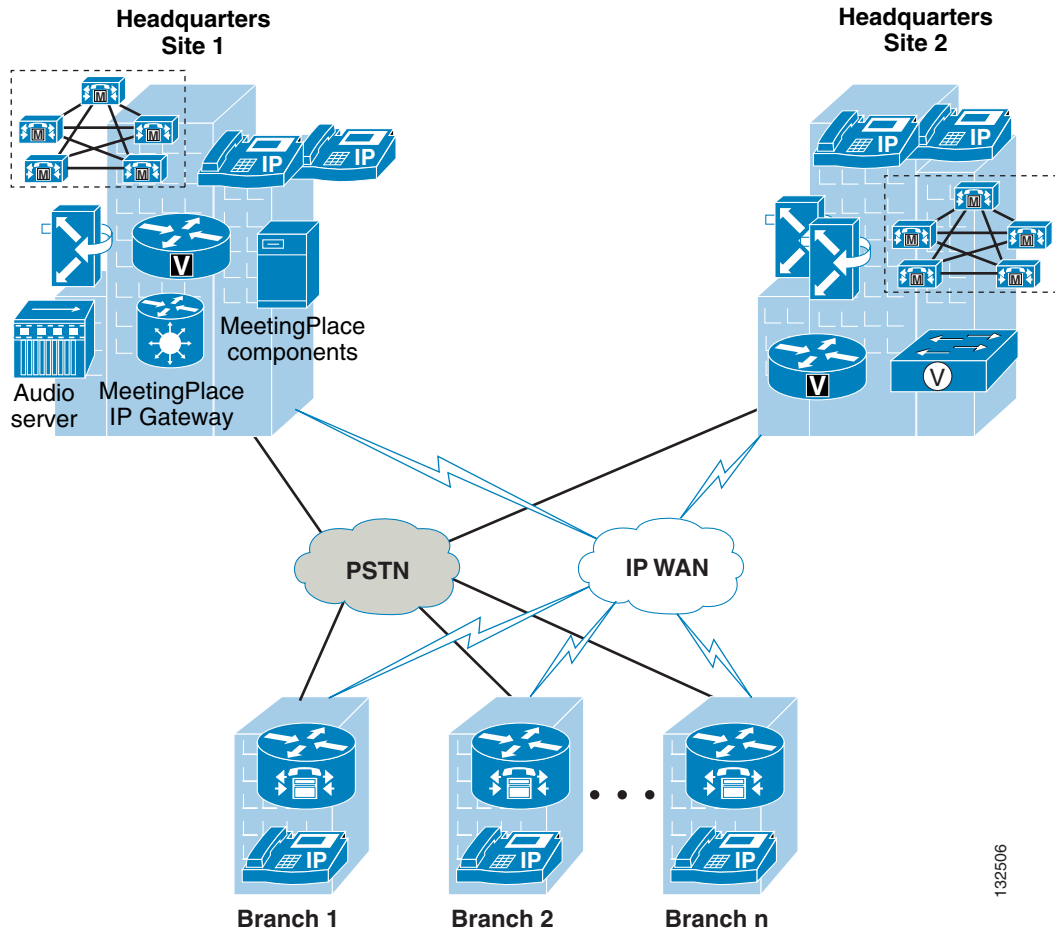 Headquarters
Site 1
Headquarters
Site 2
M
M
M
M
M
IP
IP
IP
IP
M
M
M
M
M
V
MeetingPlace
components
Audio
server
MeetingPlace
IP Gateway
V
V
PSTN
IP WAN
IP
IP
IP
Branch 1
Branch 2
Branch n
132506